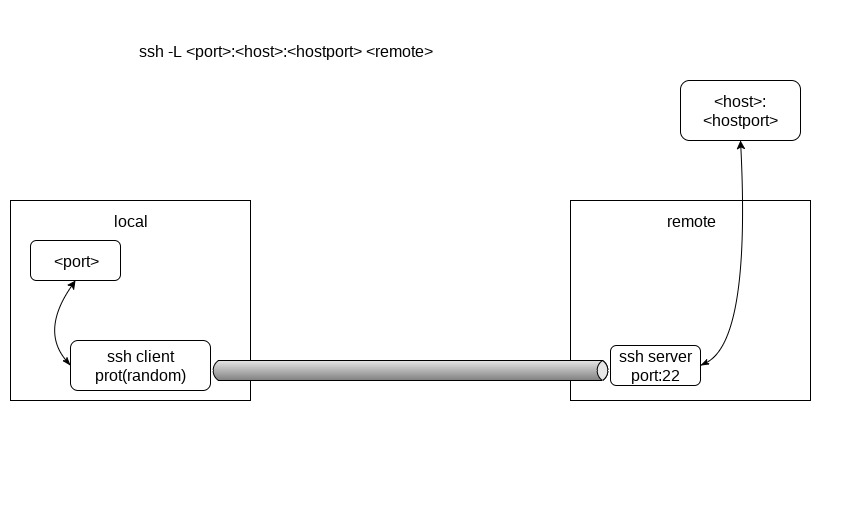 ssh -L <port>:<host>:<hostport> <remote>
<host>:
<hostport>
local
remote
<port>
ssh client
prot(random)
ssh server
port:22